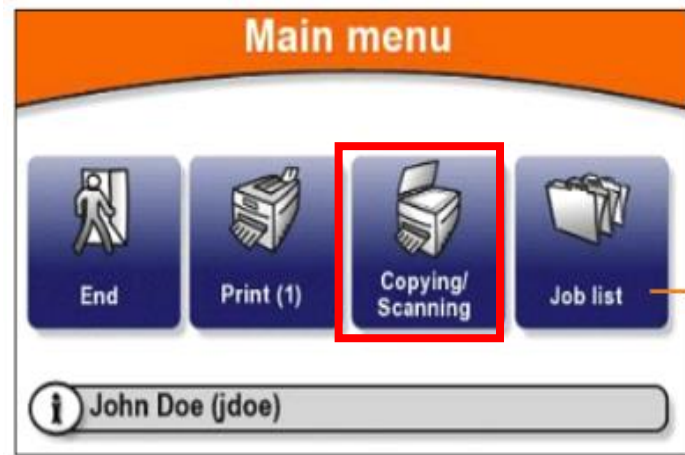 Main menu
End
Print (1)
Copying/
Scanning
Job list
i John Doe (jdoe)